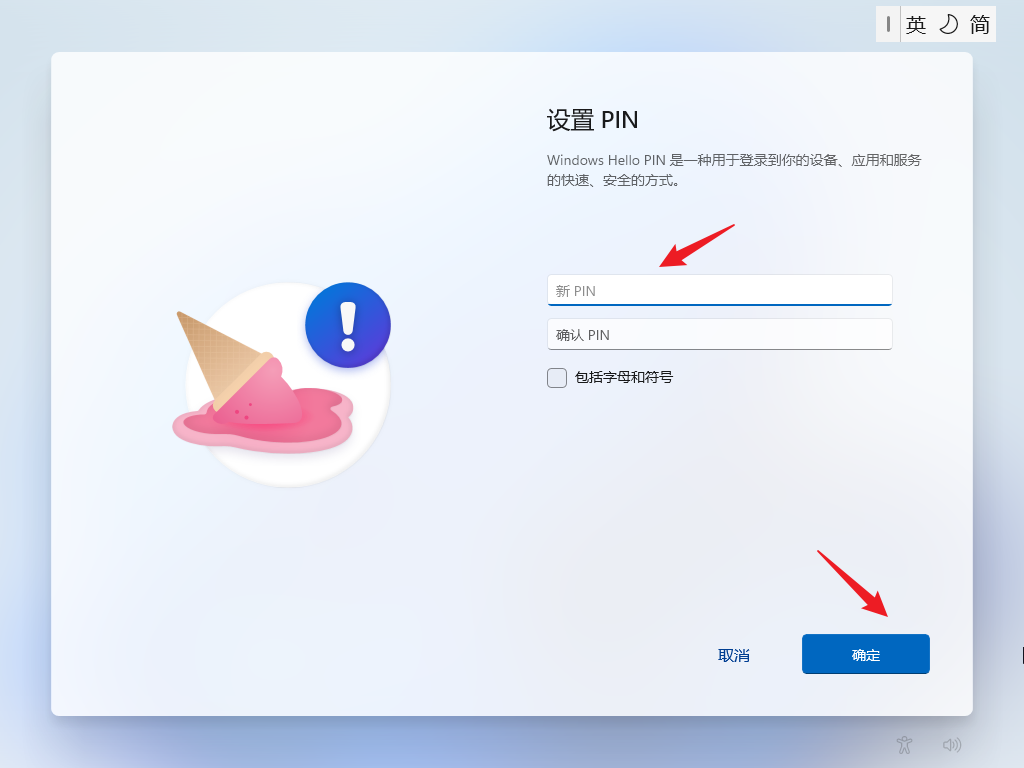 英 简
设置 PIN
Windows Hello PIN 是一种用于登录到你的设备、应用和服务
的快速、安全的方式。
新 PIN
确认 PIN
包括字母和符号
取消
确定